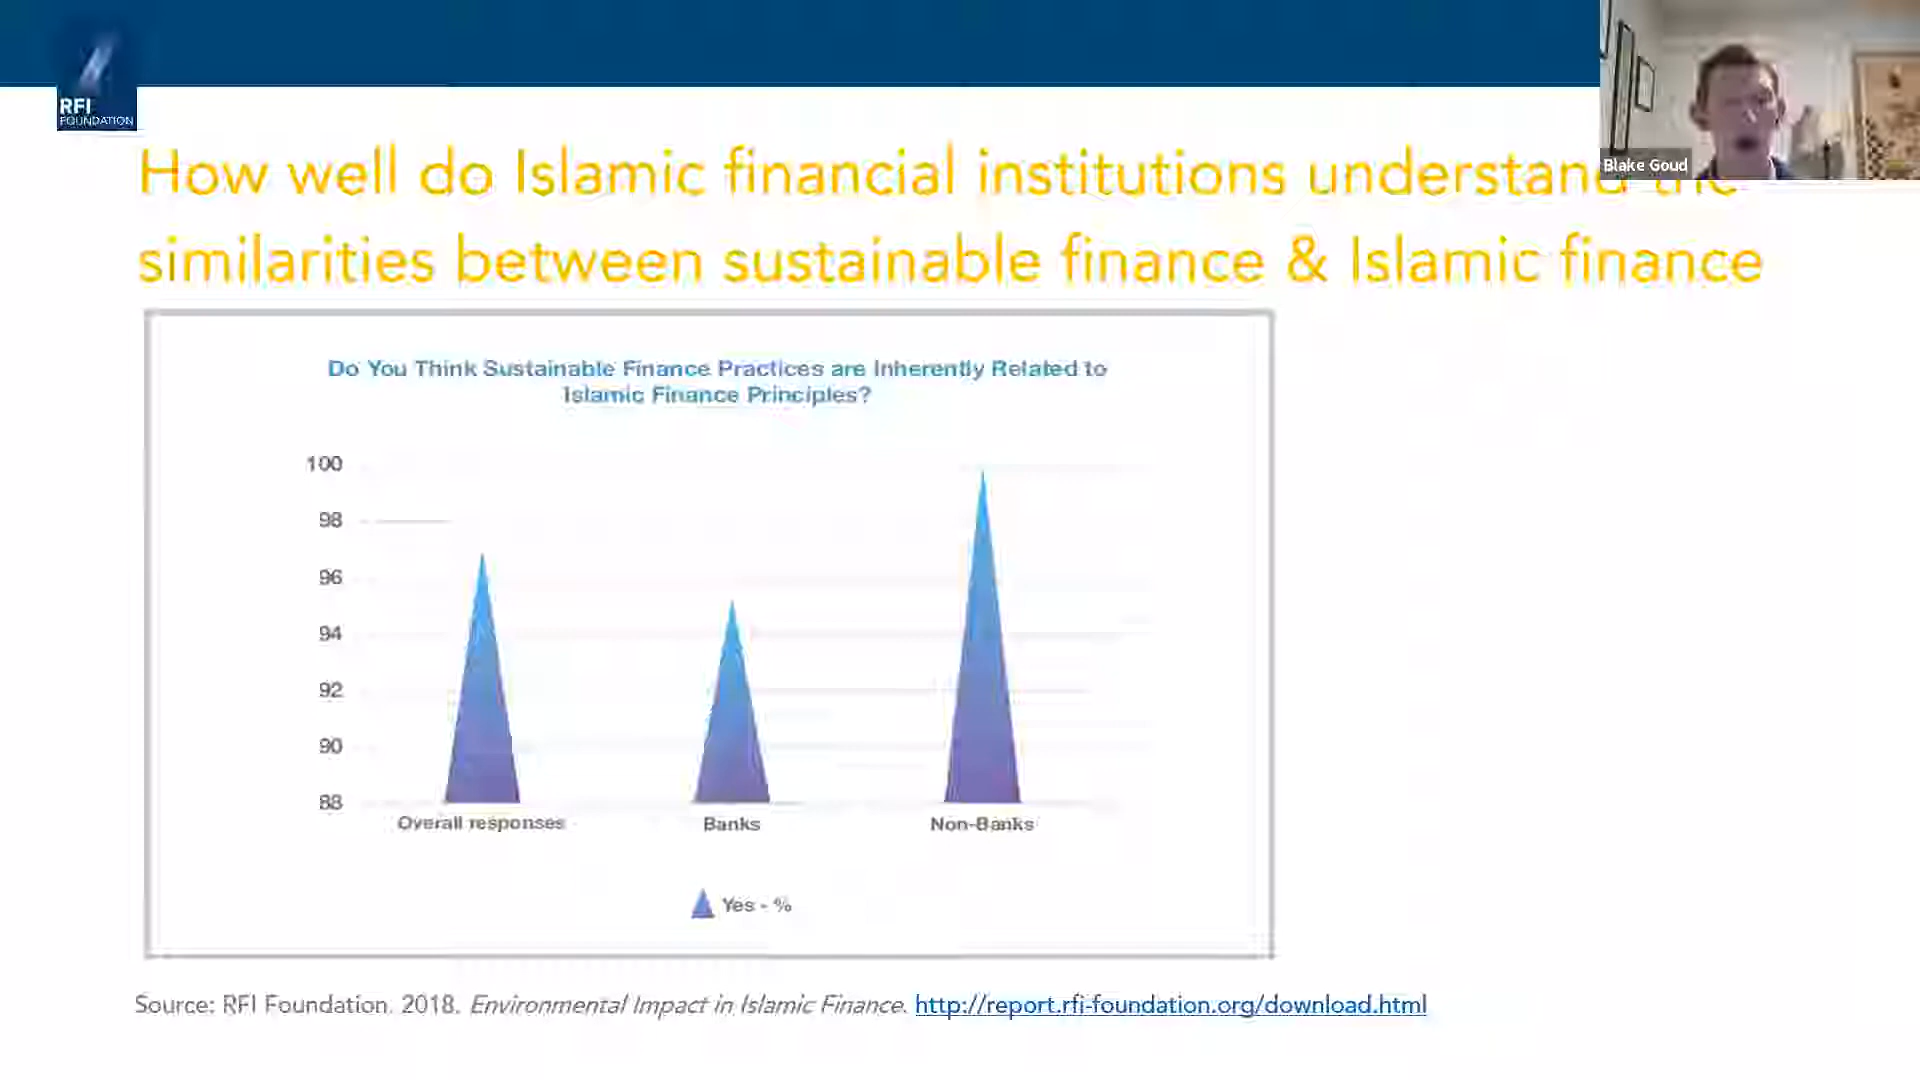 RFI
FOUNDATION
Blake Goud
How well do Islamic financial institutions understand the
similarities between sustainable finance & Islamic finance
Do You Think Sustainable Finance Practices are Inherently Related to
Islamic Finance Principles?
100
98
96
94
92
90
88
Overall responses
Banks
Non-Banks
Yes - %
Source: RFI Foundation. 2018. Environmental Impact in Islamic Finance. http://report.rfi-foundation.org/download.html